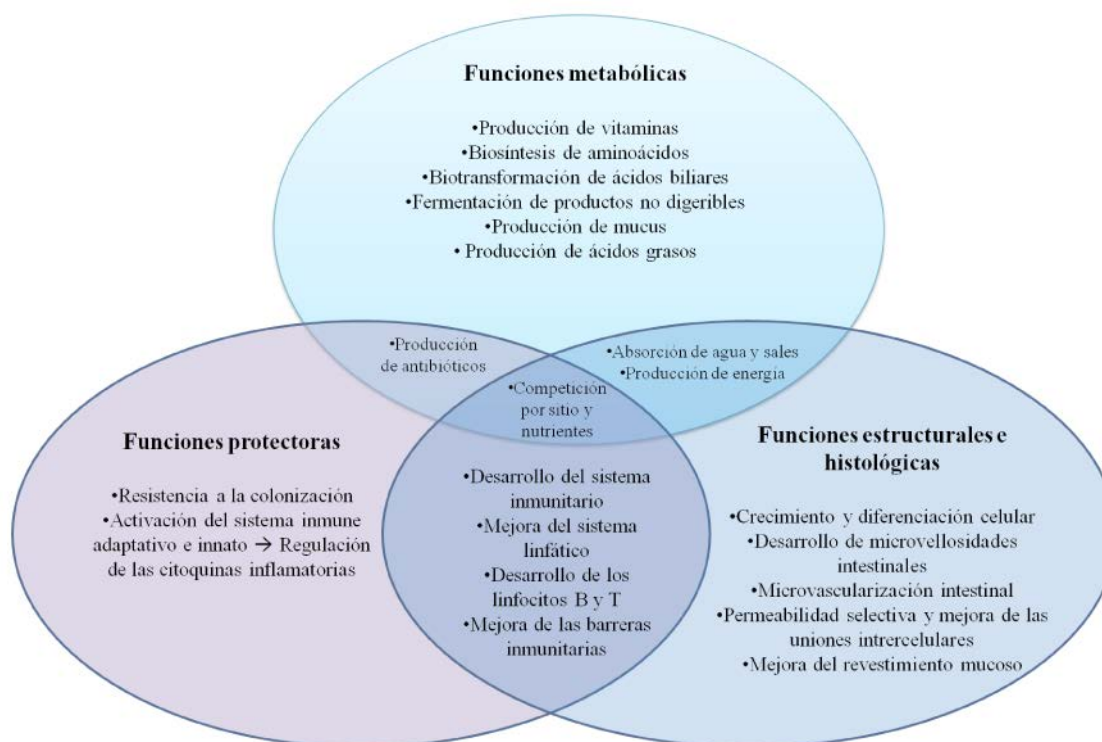 Funciones metabólicas
•Producción de vitaminas
•Biosíntesis de aminoácidos
•Biotransformación de ácidos biliares
•Fermentación de productos no digeribles
•Producción de mucus
• Producción de ácidos grasos
•Producción
de antibióticos
•Absorción de agua y sales
•Producción de energía
•Competición
por sitio y
nutrientes
Funciones protectoras
•Resistencia a la colonización
•Activación del sistema inmune
adaptativo e innato → Regulación
de las citoquinas inflamatorias
•Desarrollo del sistema
inmunitario
•Mejora del sistema
linfático
•Desarrollo de los
linfocitos B y T
•Mejora de las barreras
inmunitarias
Funciones estructurales e
histológicas
•Crecimiento y diferenciación celular
•Desarrollo de microvellosidades
intestinales
•Microvascularización intestinal
•Permeabilidad selectiva y mejora de las
uniones intrercelulares
•Mejora del revestimiento mucoso